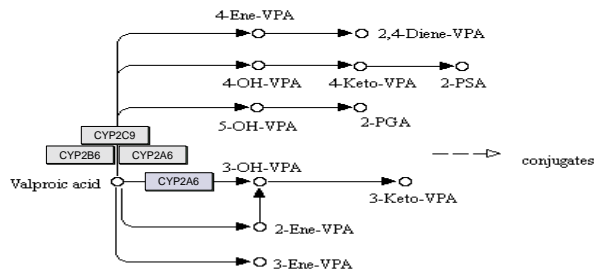 4-Ene-VPA
2,4-Diene-VPA
4-OH-VPA
4-Keto-VPA
2-PSA
5-OH-VPA
2-PGA
CYP2C9
CYP2B6
CYP2A6
conjugates
Valproic acid
CYP2A6
3-OH-VPA
3-Keto-VPA
2-Ene-VPA
3-Ene-VPA